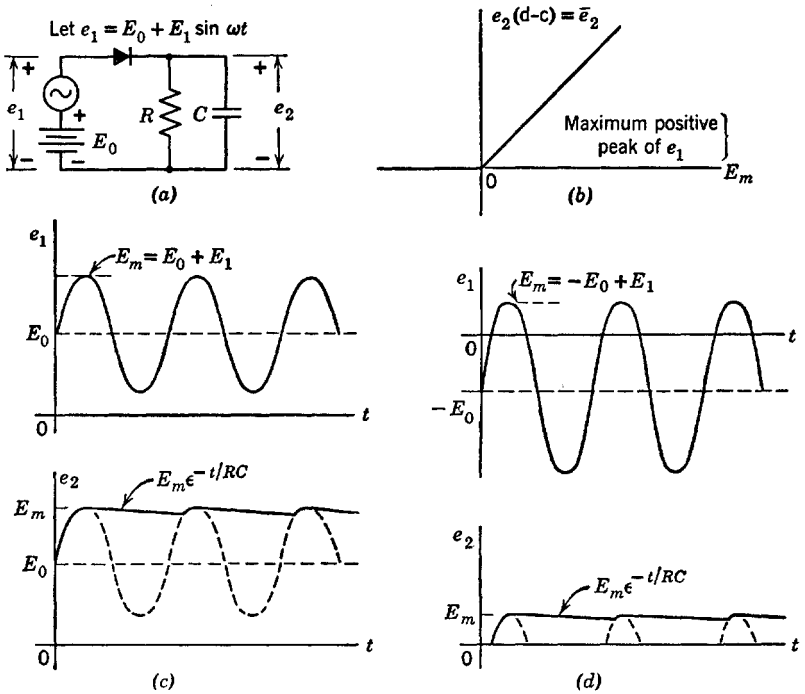 Let e₁ = E₀ + E₁ sin ωt
+
+
e₁
+
E₀
−
−
R
C
+
e₂
−
(a)
e₂(d-c) = ē₂
Maximum positive
peak of e₁
Eₘ
0
(b)
e₁
Eₘ = E₀ + E₁
E₀
0
t
e₂
Eₘϵ^−t/RC
Eₘ
E₀
0
t
(c)
e₁
Eₘ = −E₀ + E₁
0
t
−E₀
e₂
Eₘϵ^−t/RC
Eₘ
0
t
(d)